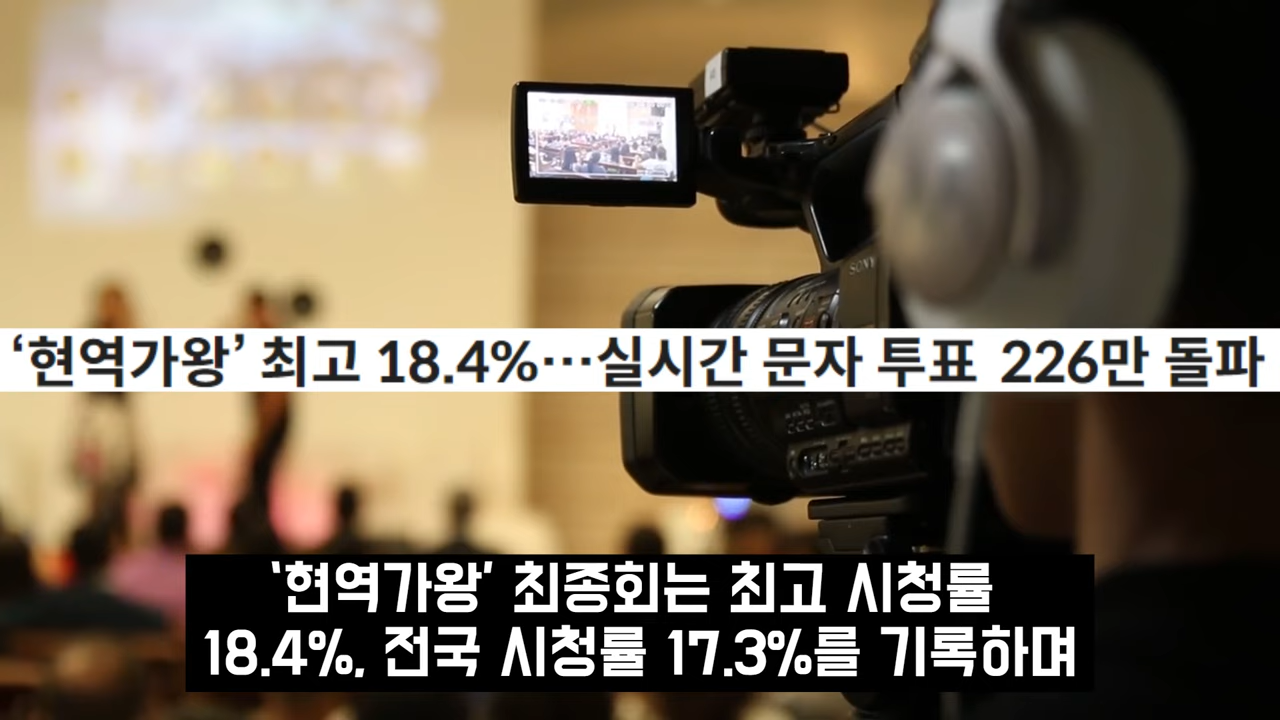 SONY
‘현역가왕’ 최고 18.4%…실시간 문자 투표 226만 돌파
‘현역가왕’ 최종회는 최고 시청률
18.4%, 전국 시청률 17.3%를 기록하며